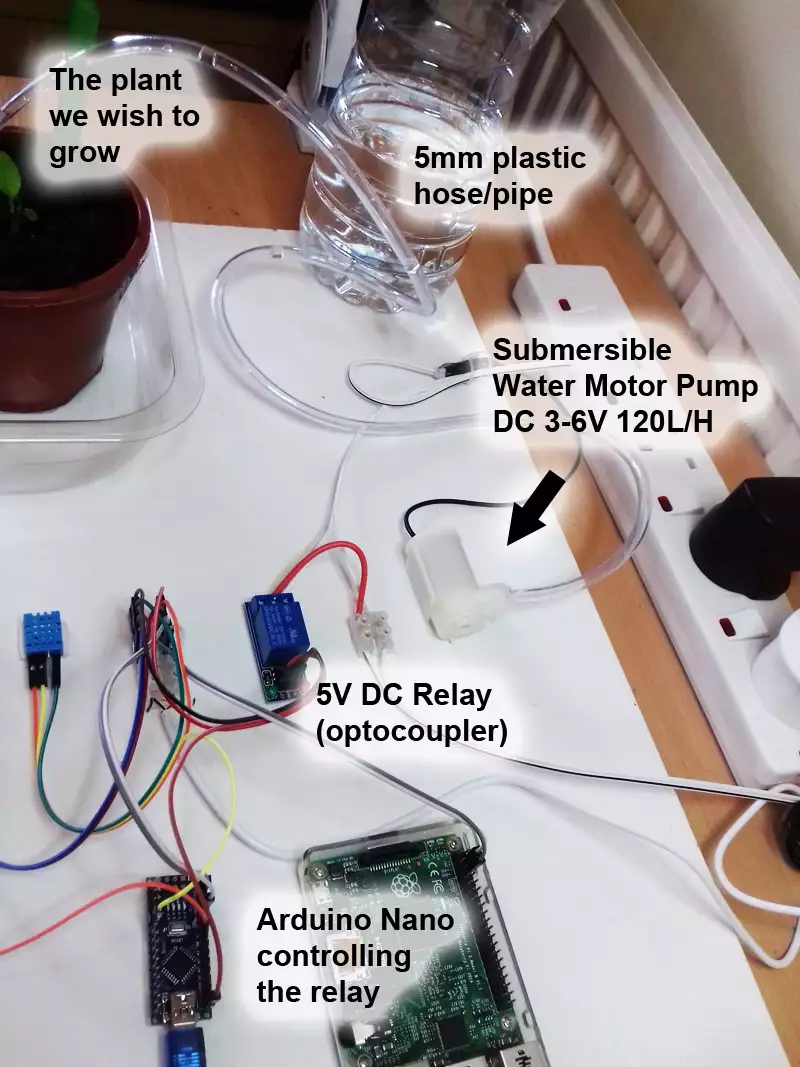 The plant
we wish to
grow
5mm plastic
hose/pipe
Submersible
Water Motor Pump
DC 3-6V 120L/H
5V DC Relay
(optocoupler)
Arduino Nano
controlling
the relay